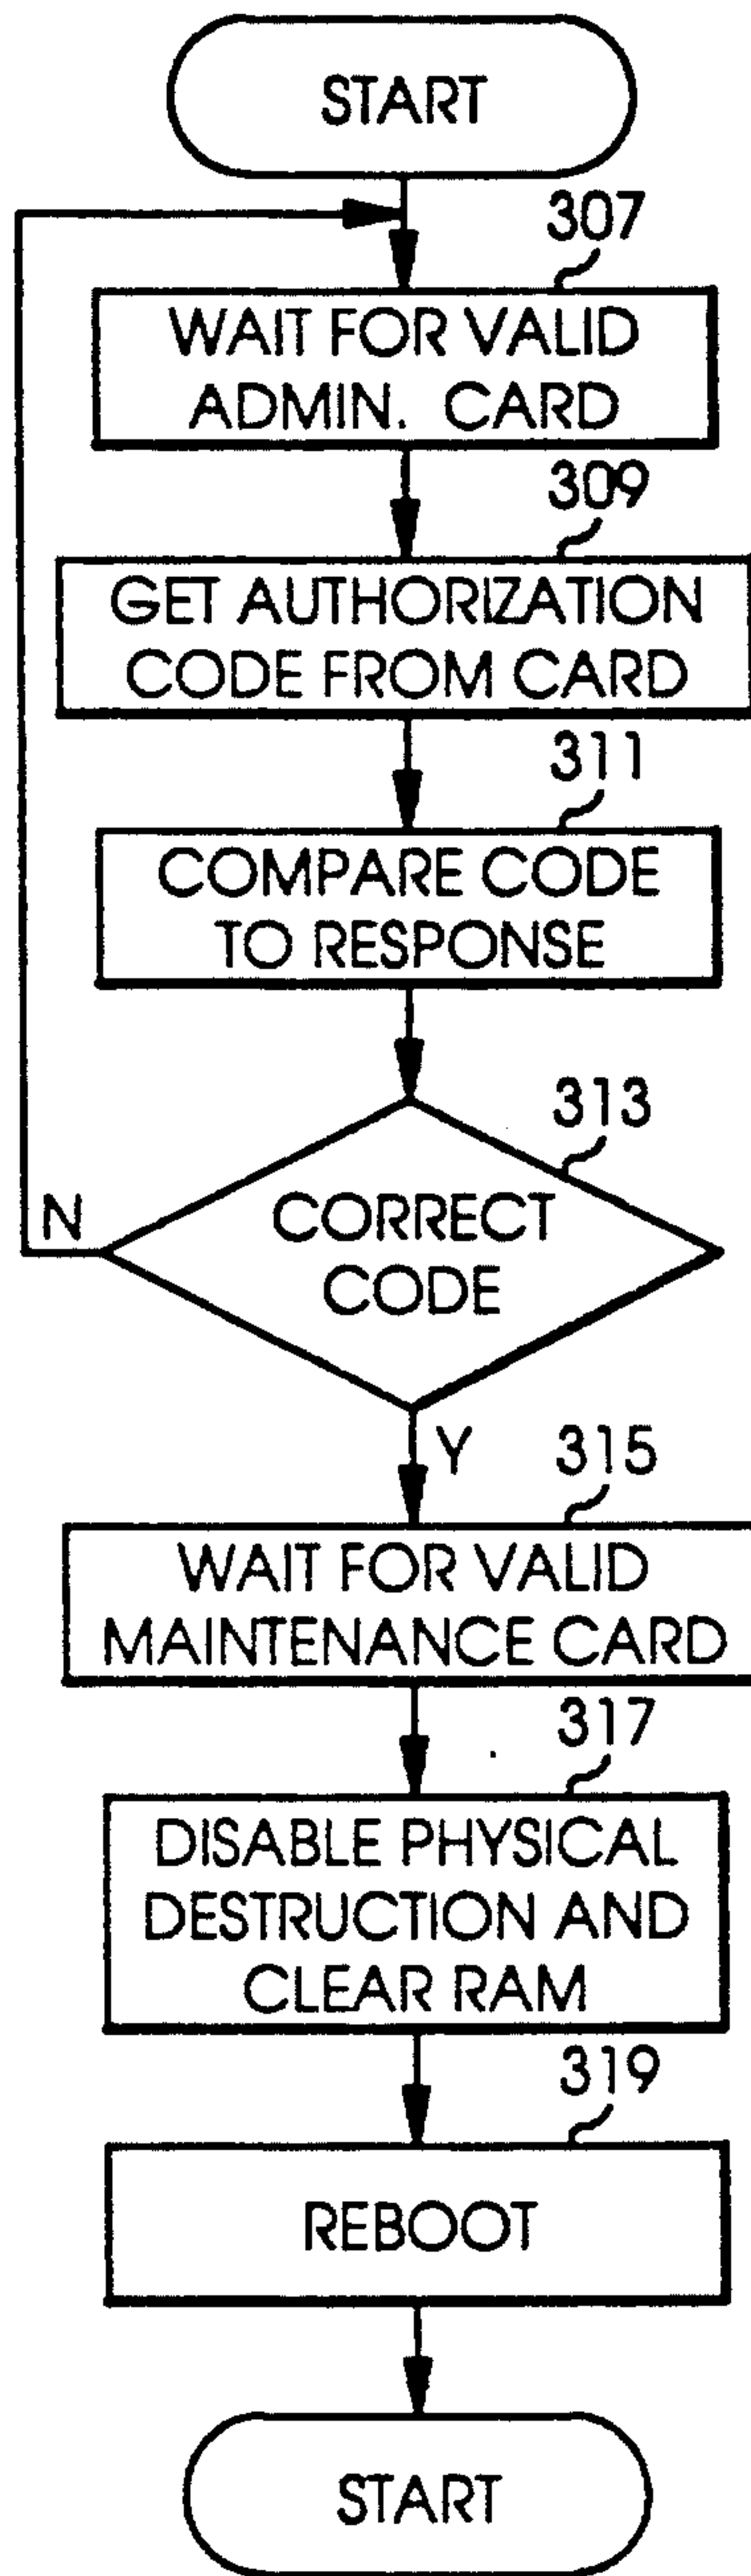 START
307
WAIT FOR VALID
ADMIN. CARD
309
GET AUTHORIZATION
CODE FROM CARD
311
COMPARE CODE
TO RESPONSE
313
CORRECT
CODE
N
Y
315
WAIT FOR VALID
MAINTENANCE CARD
317
DISABLE PHYSICAL
DESTRUCTION AND
CLEAR RAM
319
REBOOT
START